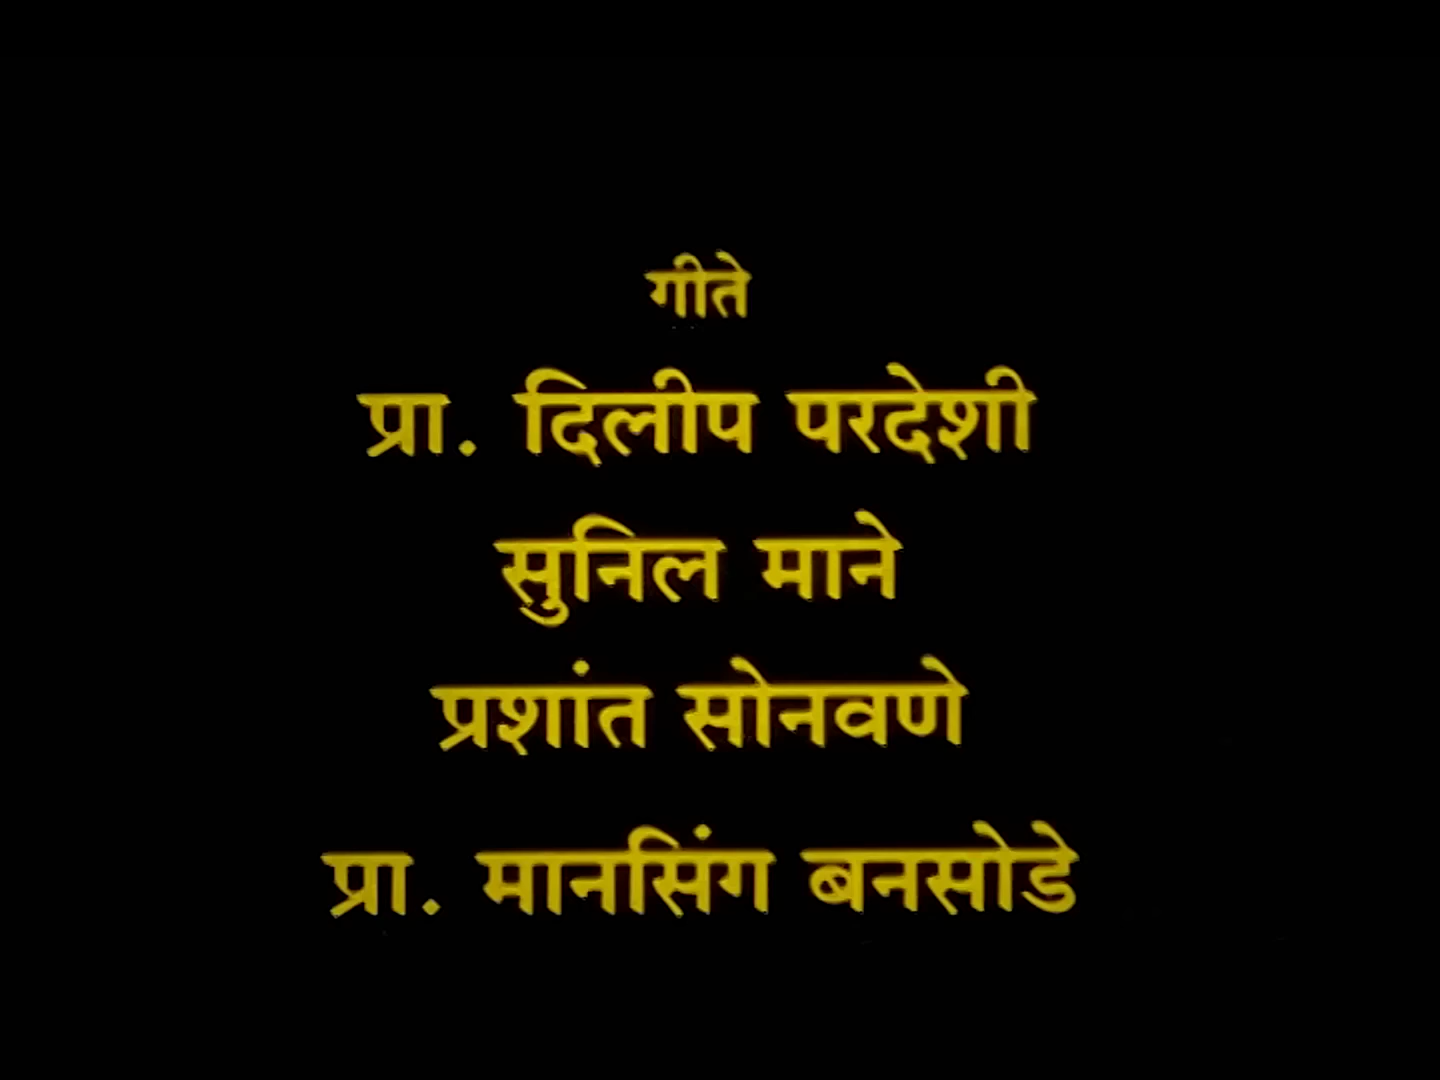 गीते
प्रा. दिलीप परदेशी
सुनिल माने
प्रशांत सोनवणे
प्रा. मानसिंग बनसोडे